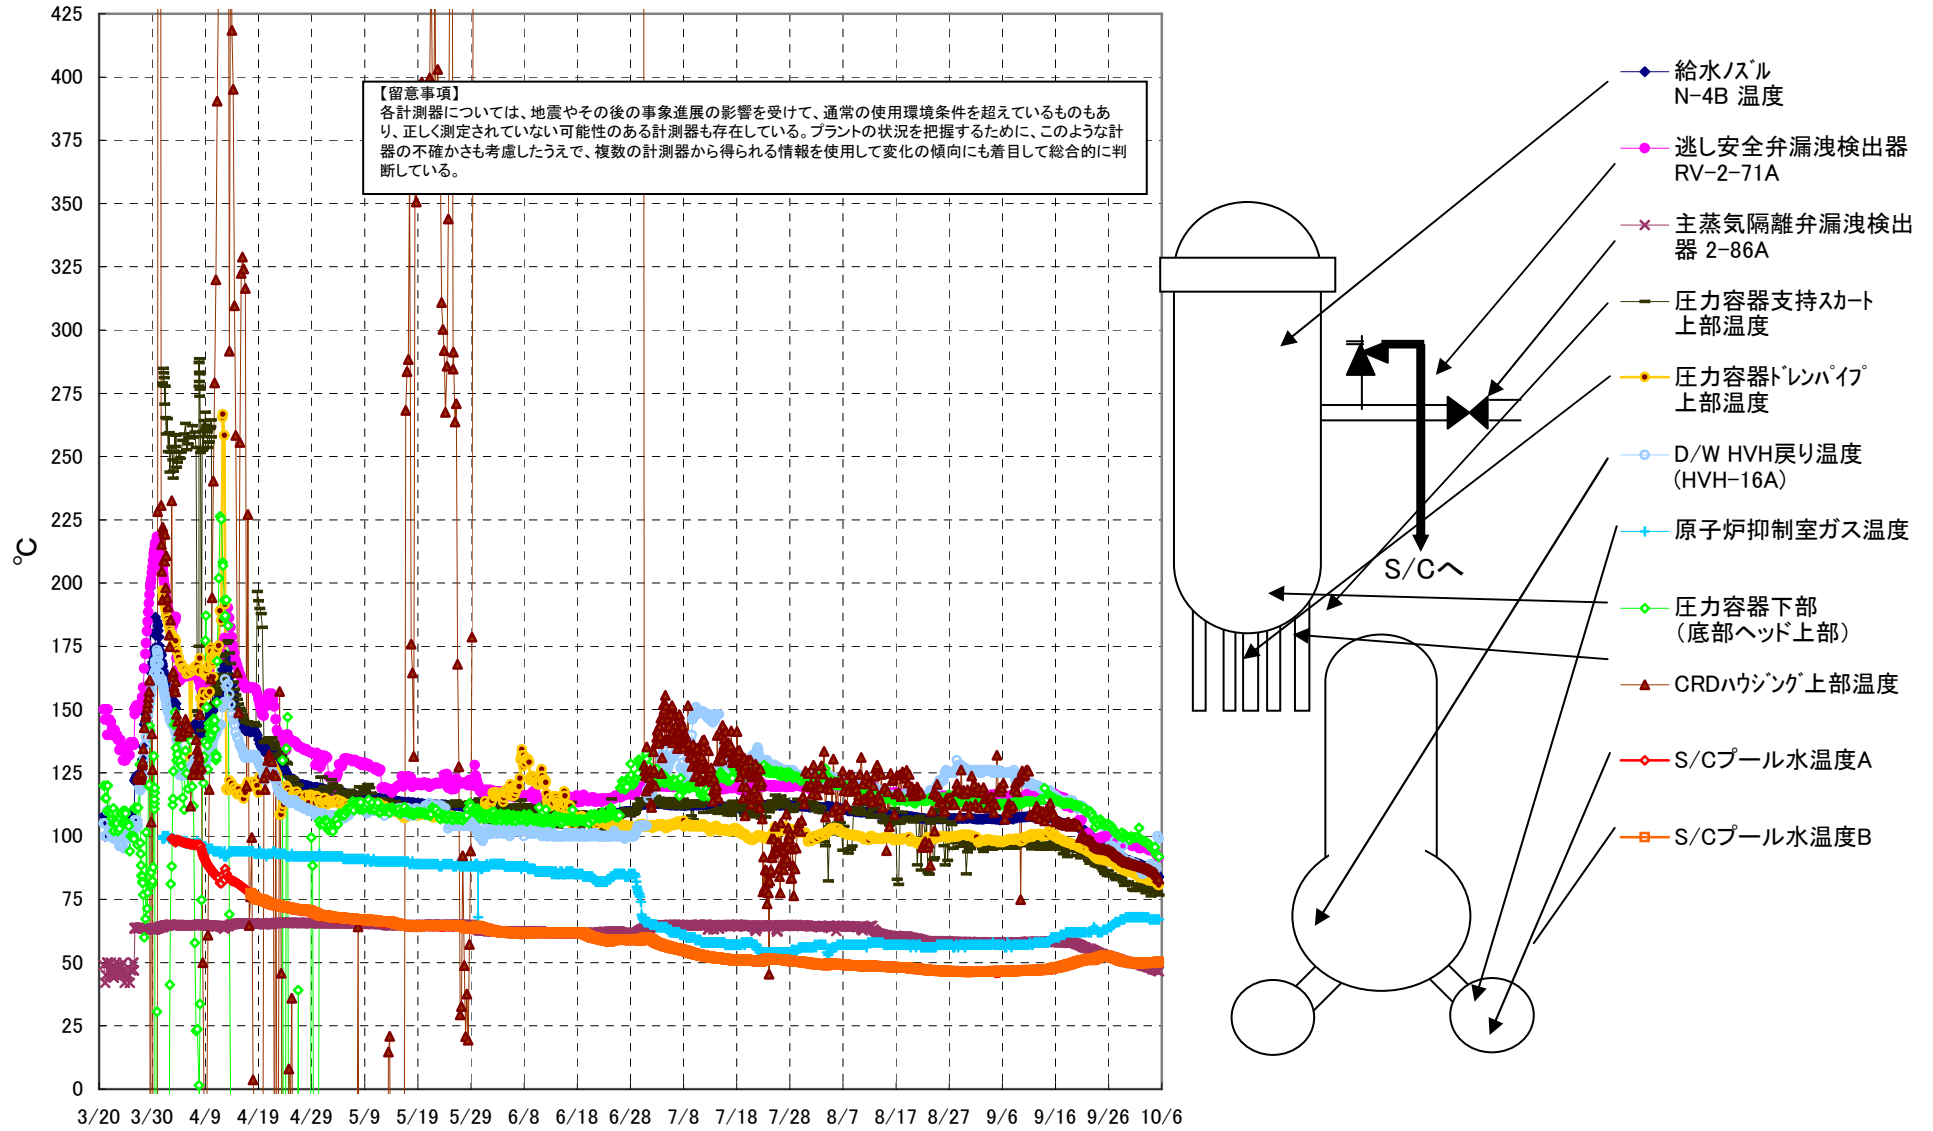 425
400
375
350
325
300
275
250
225
200
175
150
125
100
75
50
25
0
℃
3/20 3/30 4/9 4/19 4/29 5/9 5/19 5/29 6/8 6/18 6/28 7/8 7/18 7/28 8/7 8/17 8/27 9/6 9/16 9/26 10/6
【留意事項】
各計測器については、地震やその後の事象進展の影響を受けて、通常の使用環境条件を超えているものもあ
り、正しく測定されていない可能性のある計測器も存在している。プラントの状況を把握するために、このような計
器の不確かさも考慮したうえで、複数の計測器から得られる情報を使用して変化の傾向にも着目して総合的に判
断している。
S/Cへ
給水ﾉｽﾞﾙ
N-4B 温度
逃し安全弁漏洩検出器
RV-2-71A
主蒸気隔離弁漏洩検出
器 2-86A
圧力容器支持ｽｶｰﾄ
上部温度
圧力容器ﾄﾞﾚﾝﾊﾟｲﾌﾟ
上部温度
D/W HVH戻り温度
(HVH-16A)
原子炉抑制室ガス温度
圧力容器下部
（底部ヘッド上部）
CRDﾊｳｼﾞﾝｸﾞ上部温度
S/Cプール水温度A
S/Cプール水温度B